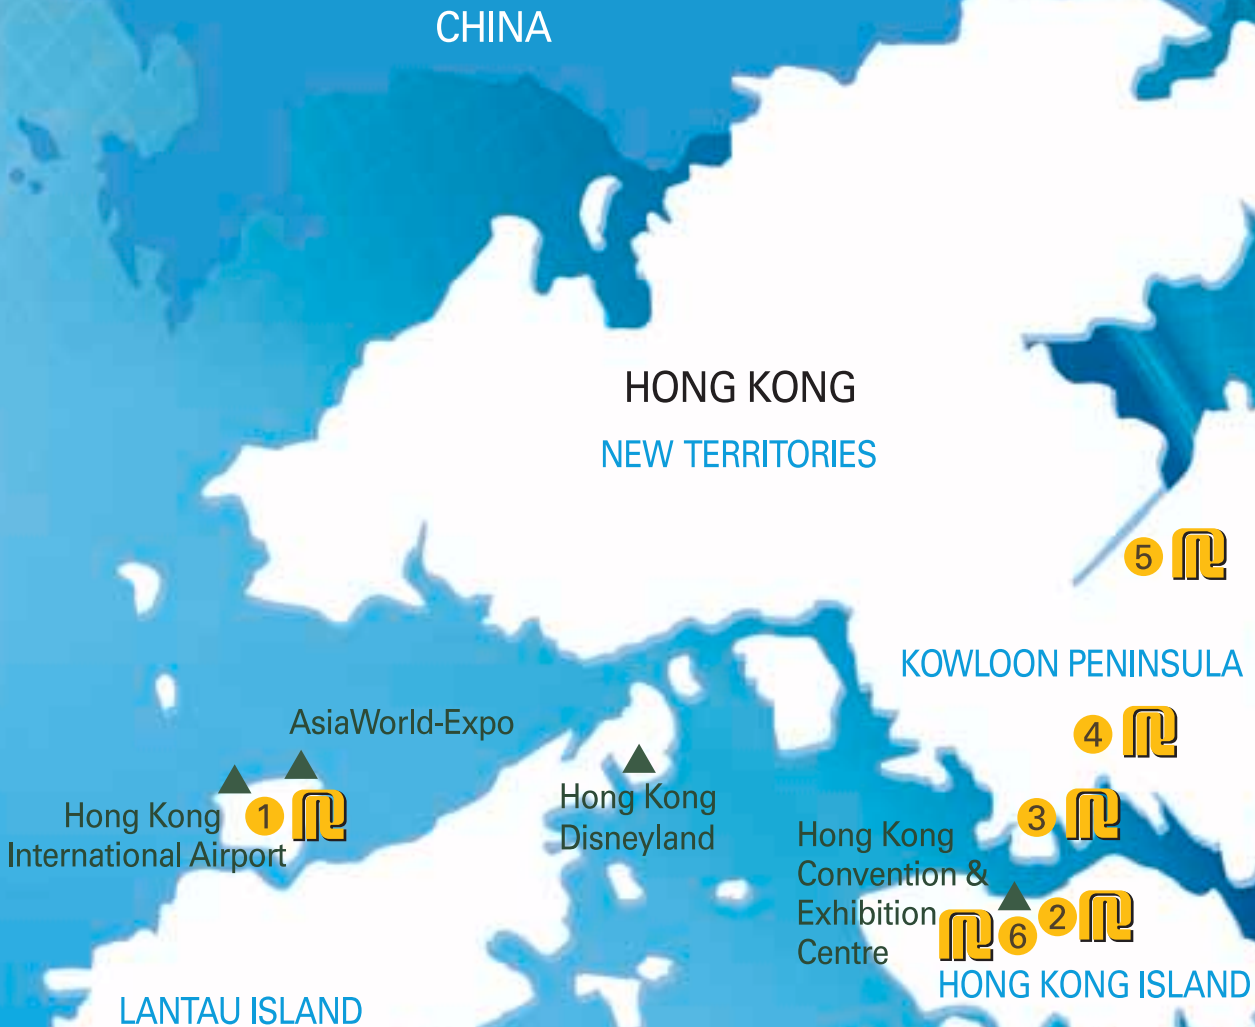 CHINA
HONG KONG
NEW TERRITORIES
5
KOWLOON PENINSULA
AsiaWorld-Expo
4
Hong Kong
International Airport
1
Hong Kong
Disneyland
3
Hong Kong
Convention &
Exhibition
Centre
6
2
HONG KONG ISLAND
LANTAU ISLAND